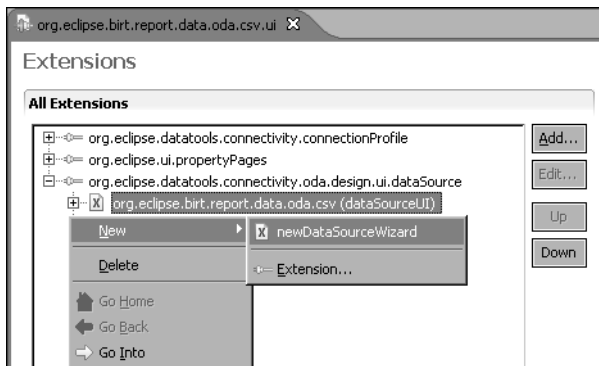 org.eclipse.birt.report.data.oda.csv.ui
Extensions
All Extensions
org.eclipse.datatools.connectivity.connectionProfile
org.eclipse.ui.propertyPages
org.eclipse.datatools.connectivity.oda.design.ui.dataSource
org.eclipse.birt.report.data.oda.csv (dataSourceUI)
Add...
Edit...
Up
Down
New
newDataSourceWizard
Delete
Extension...
Go Home
Go Back
Go Into